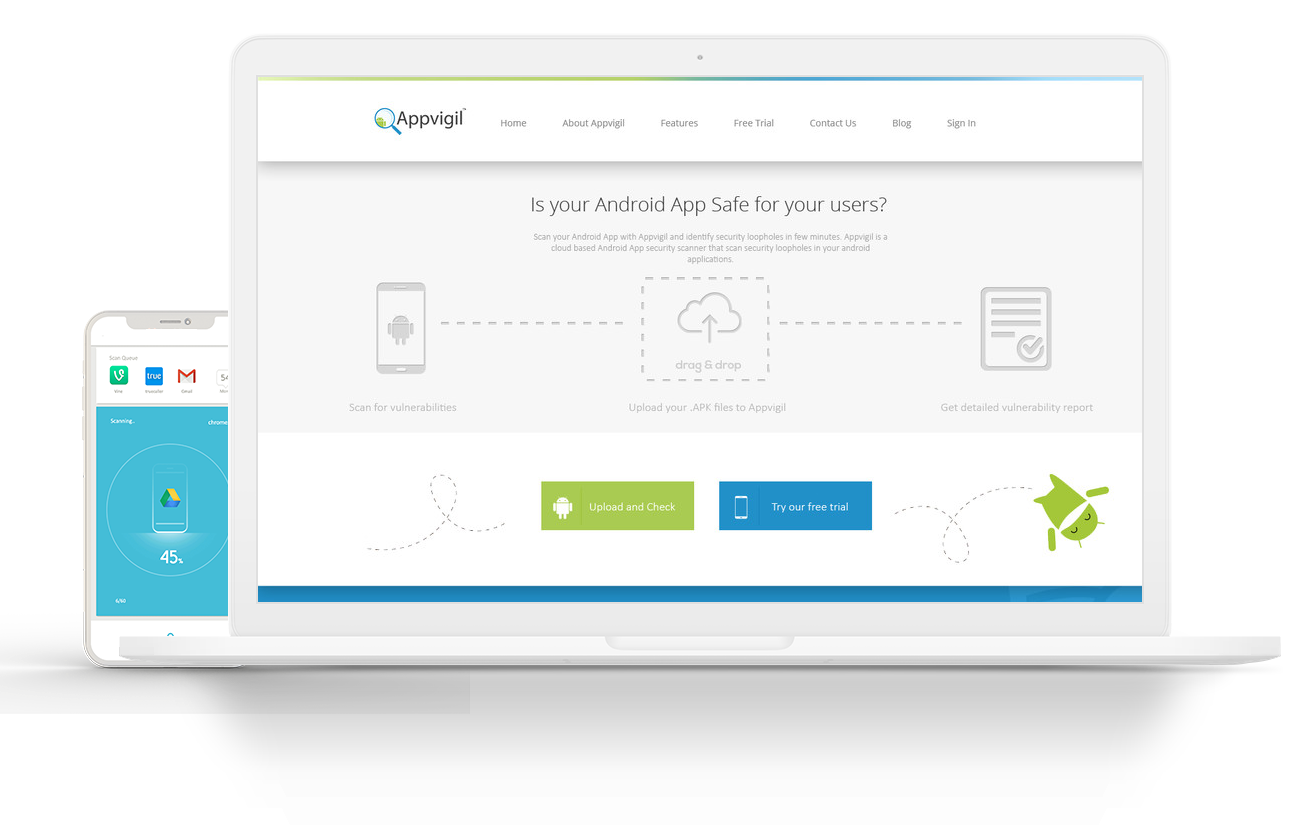 Appvigil™
Home
About Appvigil
Features
Free Trial
Contact Us
Blog
Sign In
Is your Android App Safe for your users?
Scan your Android App with Appvigil and identify security loopholes in few minutes. Appvigil is a
cloud based Android App security scanner that scan security loopholes in your android
applications.
drag & drop
Scan for vulnerabilities
Upload your .APK files to Appvigil
Get detailed vulnerability report
Upload and Check
Try our free trial
Scan Queue
true
Vine
truecaller
Gmail
Scanning..
chrome
45%
6/60